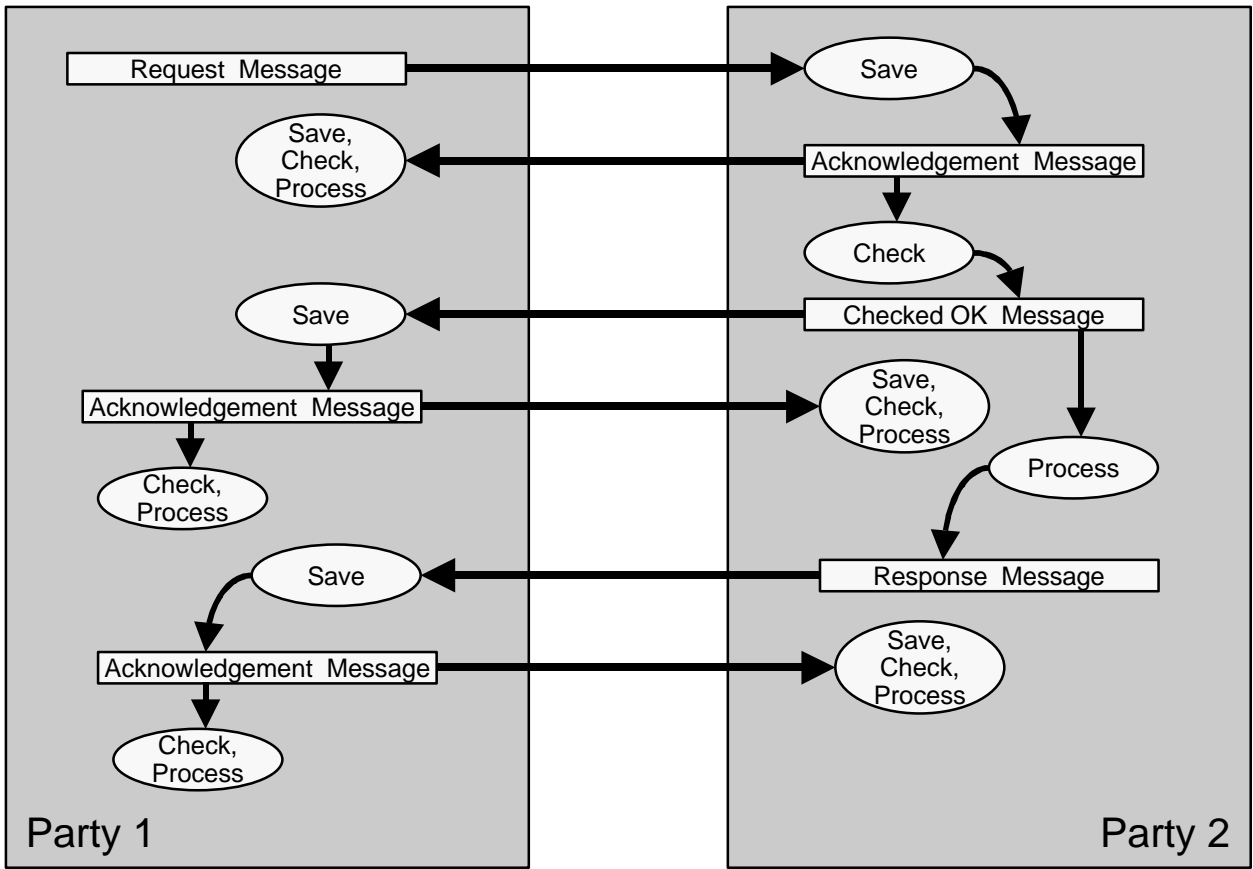 Request Message
Save
Save,
Check,
Process
Acknowledgement Message
Check
Save
Checked OK Message
Acknowledgement Message
Save,
Check,
Process
Check,
Process
Process
Save
Response Message
Acknowledgement Message
Save,
Check,
Process
Check,
Process
Party 1
Party 2